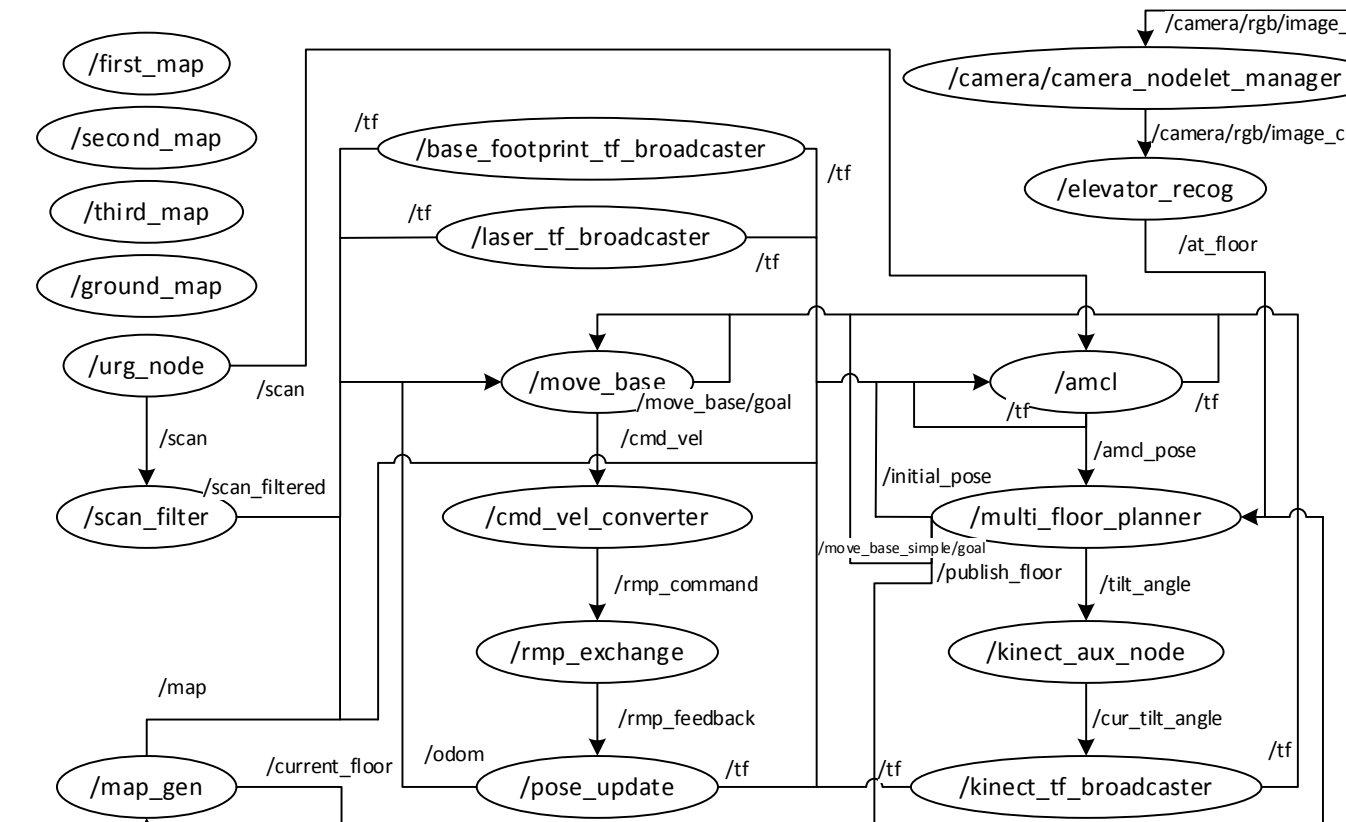 /camera/rgb/image_
/first_map
/camera/camera_nodelet_manager
/second_map
/tf
/base_footprint_tf_broadcaster
/camera/rgb/image_c
/tf
/elevator_recog
/third_map
/tf
/laser_tf_broadcaster
/at_floor
/tf
/ground_map
/urg_node
/scan
/move_base
/move_base/goal
/amcl
/tf
/tf
/scan
/cmd_vel
/amcl_pose
/scan_filtered
/initial_pose
/scan_filter
/cmd_vel_converter
/multi_floor_planner
/move_base_simple/goal
/publish_floor
/rmp_command
/tilt_angle
/rmp_exchange
/kinect_aux_node
/map
/rmp_feedback
/cur_tilt_angle
/odom
/tf
/tf
/tf
/current_floor
/map_gen
/pose_update
/kinect_tf_broadcaster